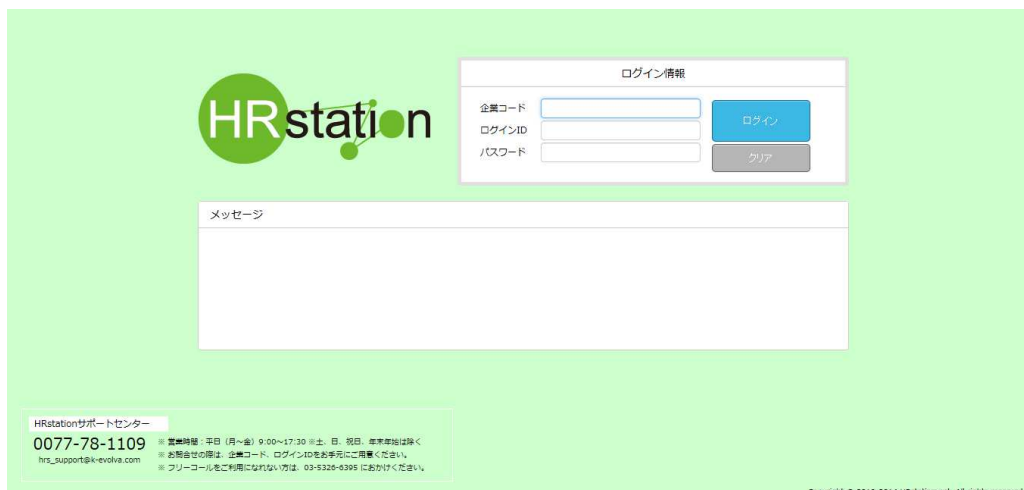 HRstation
ログイン情報
企業コード
ログインID
パスワード
ログイン
クリア
メッセージ
HRstationサポートセンター
0077-78-1109
hrs_support@k-evolva.com
※ 営業時間：平日（月～金）9:00～17:30 ※土、日、祝日、年末年始は除く
※ お問合せの際は、企業コード、ログインIDをお手元にご用意ください。
※ フリーコールをご利用になれない方は、03-5326-6395 におかけください。